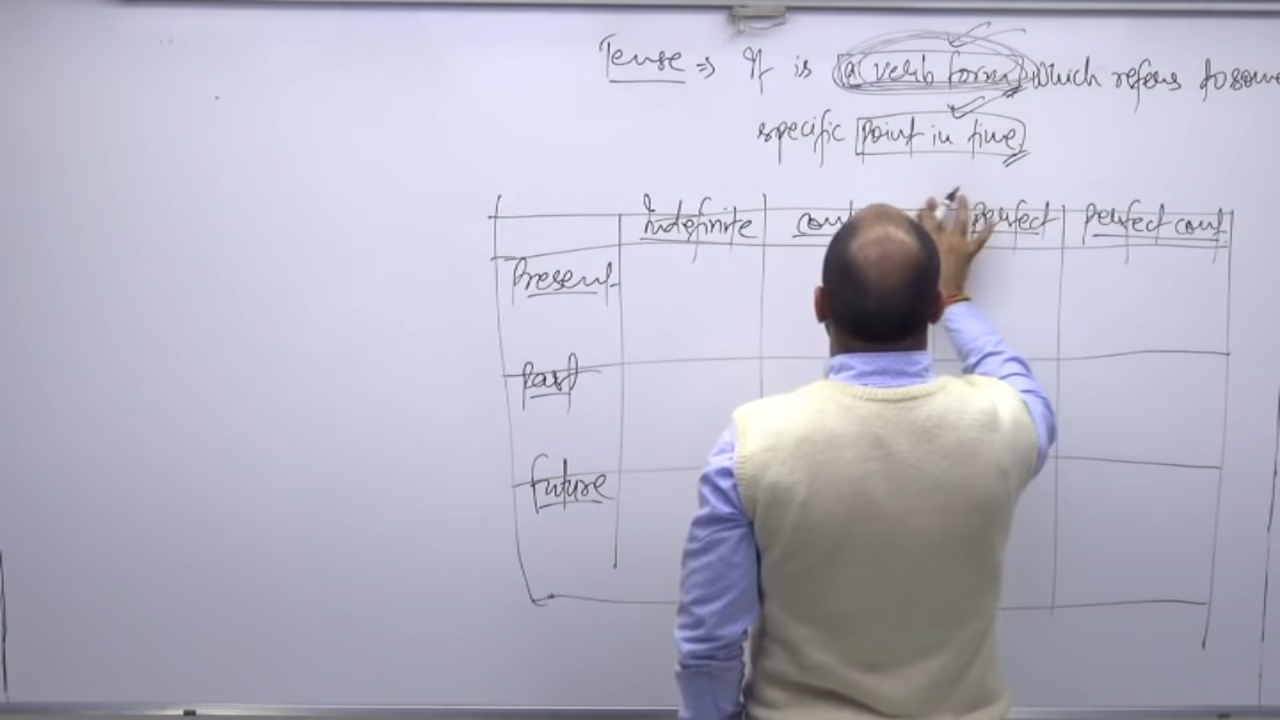 Tense ⇒ It is a verb form which refers to some
specific point in time
Indefinite cont perfect perfect cont.
Present
Past
Future